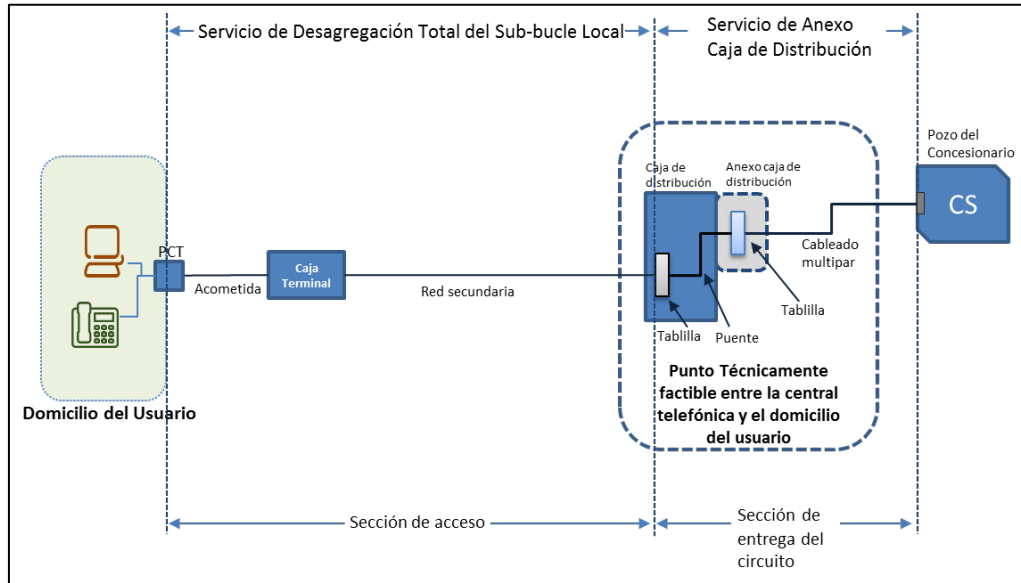 Servicio de Desagregación Total del Sub-bucle Local
Servicio de Anexo
Caja de Distribución
Pozo del
Concesionario
CS
Caja de
distribución
Anexo caja de
distribución
PCT
Acometida
Caja
Terminal
Red secundaria
Cableado
multipar
Tablilla
Tablilla
Puente
Punto Técnicamente
factible entre la central
telefónica y el domicilio
del usuario
Domicilio del Usuario
Sección de acceso
Sección de
entrega del
circuito